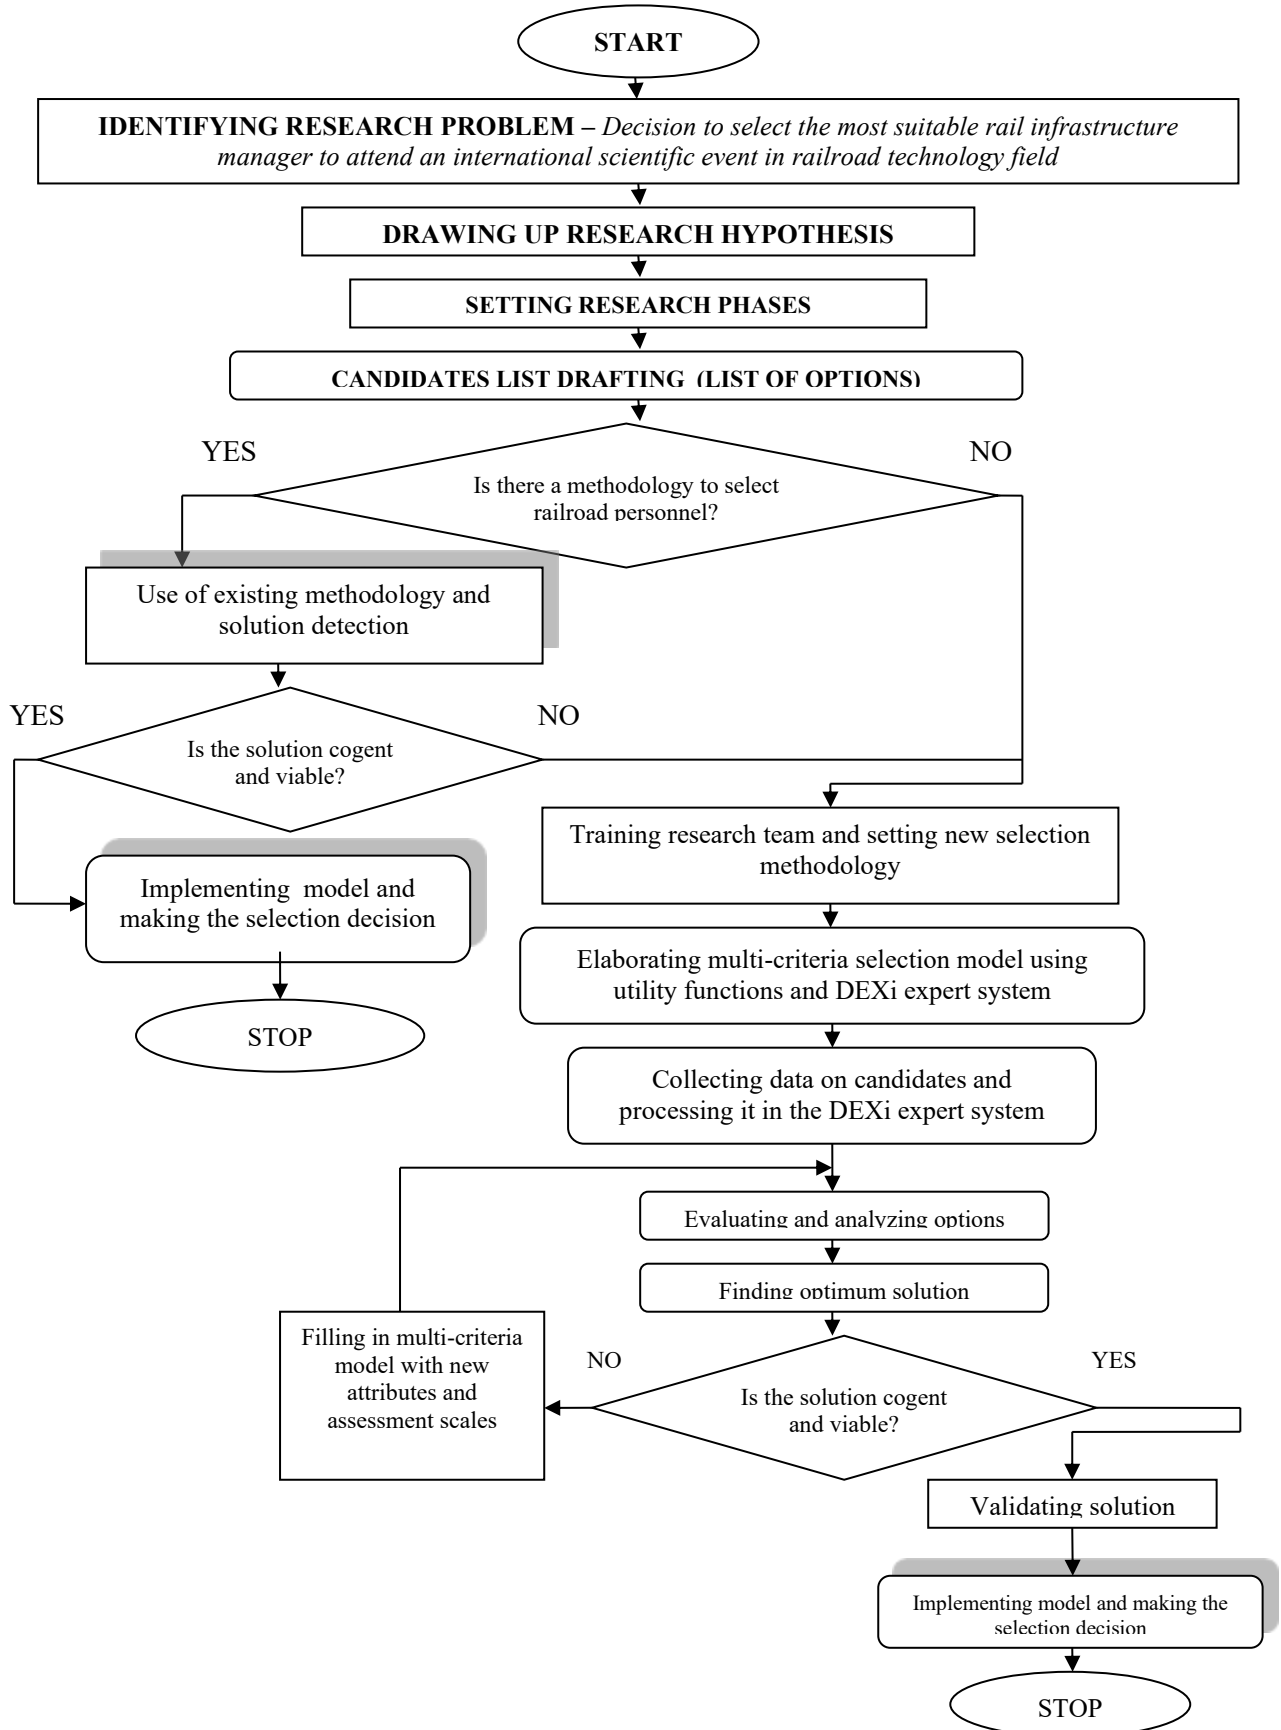 START
IDENTIFYING RESEARCH PROBLEM – Decision to select the most suitable rail infrastructure
manager to attend an international scientific event in railroad technology field
DRAWING UP RESEARCH HYPOTHESIS
SETTING RESEARCH PHASES
CANDIDATES LIST DRAFTING (LIST OF OPTIONS)
YES
NO
Is there a methodology to select
railroad personnel?
Use of existing methodology and
solution detection
YES
NO
Is the solution cogent
and viable?
Training research team and setting new selection
methodology
Implementing model and
making the selection decision
Elaborating multi-criteria selection model using
utility functions and DEXi expert system
STOP
Collecting data on candidates and
processing it in the DEXi expert system
Evaluating and analyzing options
Finding optimum solution
Filling in multi-criteria
model with new
attributes and
assessment scales
NO
YES
Is the solution cogent
and viable?
Validating solution
Implementing model and making the
selection decision
STOP